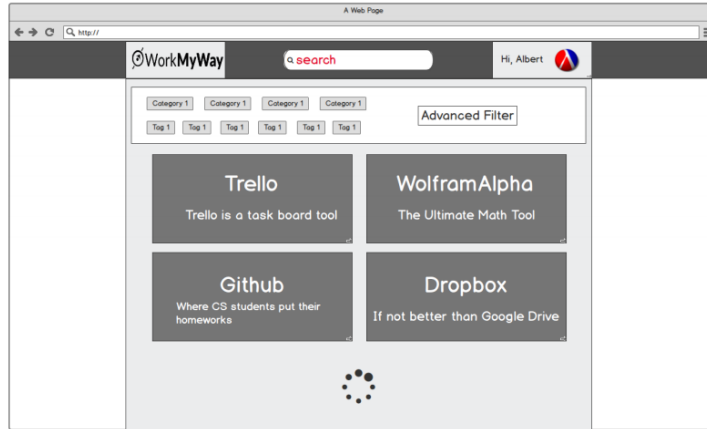 A Web Page
http://
WorkMyWay
search
Hi, Albert
Category 1 Category 1 Category 1 Category 1
Tag 1 Tag 1 Tag 1 Tag 1 Tag 1 Tag 1
Advanced Filter
Trello
Trello is a task board tool
WolframAlpha
The Ultimate Math Tool
Github
Where CS students put their
homeworks
Dropbox
If not better than Google Drive